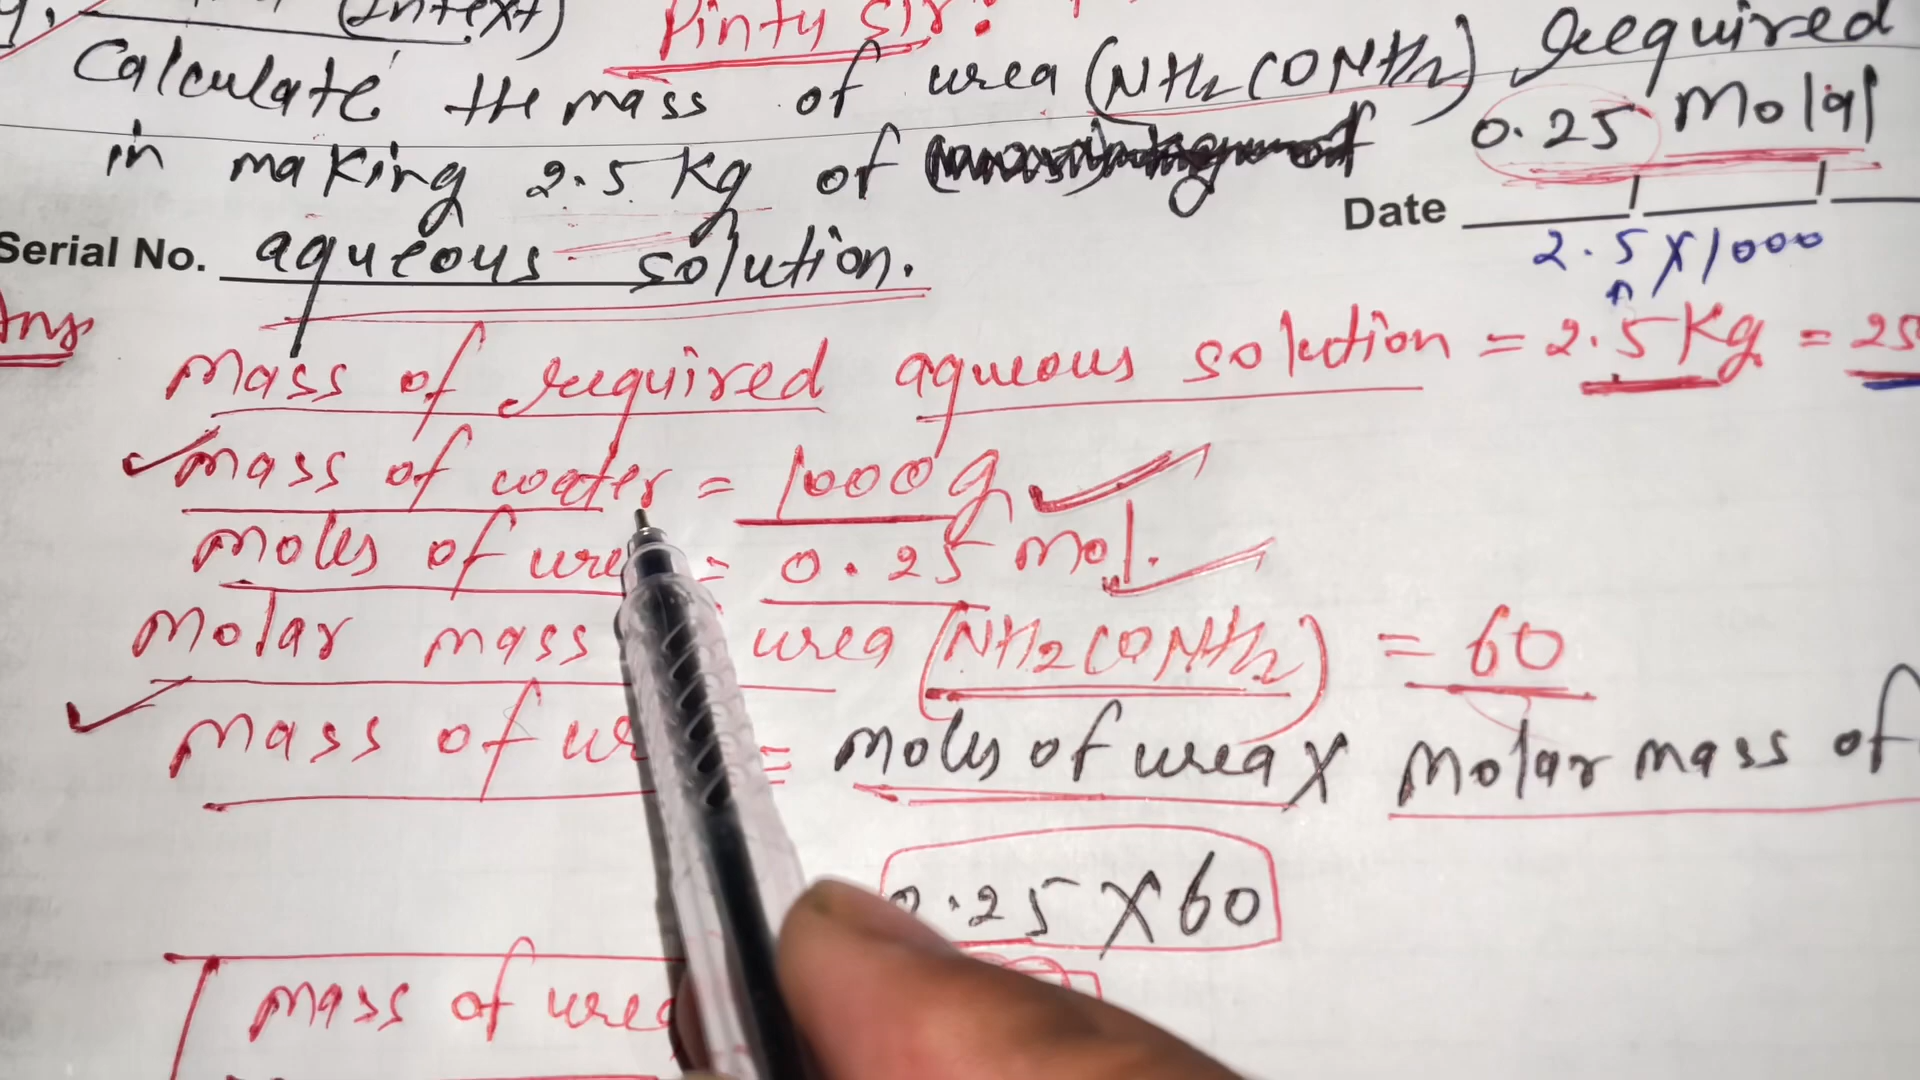 (Intext) Pinty Sir:
Calculate the mass of urea (NH2CONH2) required
in making 2.5 Kg of 0.25 Molal
Date
Serial No. aqueous solution.
2.5 X 1000
Ans
Mass of required aqueous solution = 2.5 Kg = 25
Mass of water = 1000g
Moles of ure = 0.25 mol.
Molar mass urea (NH2CONH2) = 60
Mass of ur = Moles of urea X Molar mass of
0.25 X 60
Mass of urea